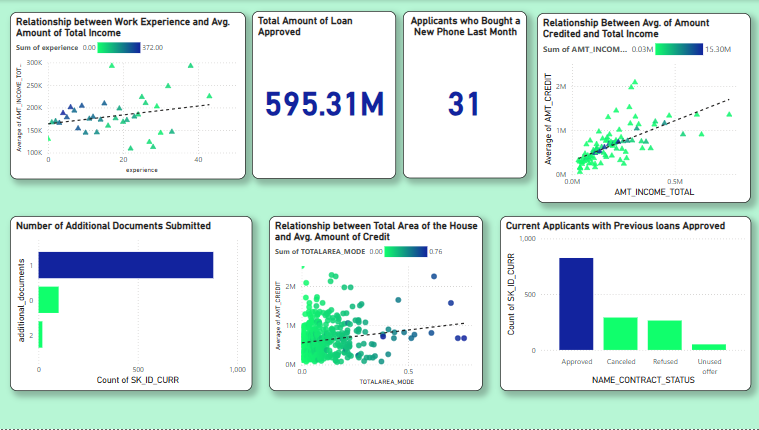 Relationship between Work Experience and Avg.
Amount of Total Income
Sum of experience 0.00 372.00
300K
250K
200K
150K
100K
Average of AMT_INCOME_TOT...
0 20 40
experience
Total Amount of Loan
Approved
595.31M
Applicants who Bought a
New Phone Last Month
31
Relationship Between Avg. of Amount
Credited and Total Income
Sum of AMT_INCOM... 0.03M 15.30M
2M
1M
0M
Average of AMT_CREDIT
0.0M 0.5M
AMT_INCOME_TOTAL
Number of Additional Documents Submitted
additional_documents
1
0
2
0 500 1,000
Count of SK_ID_CURR
Relationship between Total Area of the House
and Avg. Amount of Credit
Sum of TOTALAREA_MODE 0.00 0.76
2M
1M
0M
Average of AMT_CREDIT
0.0 0.5
TOTALAREA_MODE
Current Applicants with Previous loans Approved
1,000
500
0
Count of SK_ID_CURR
Approved Canceled Refused Unused
offer
NAME_CONTRACT_STATUS